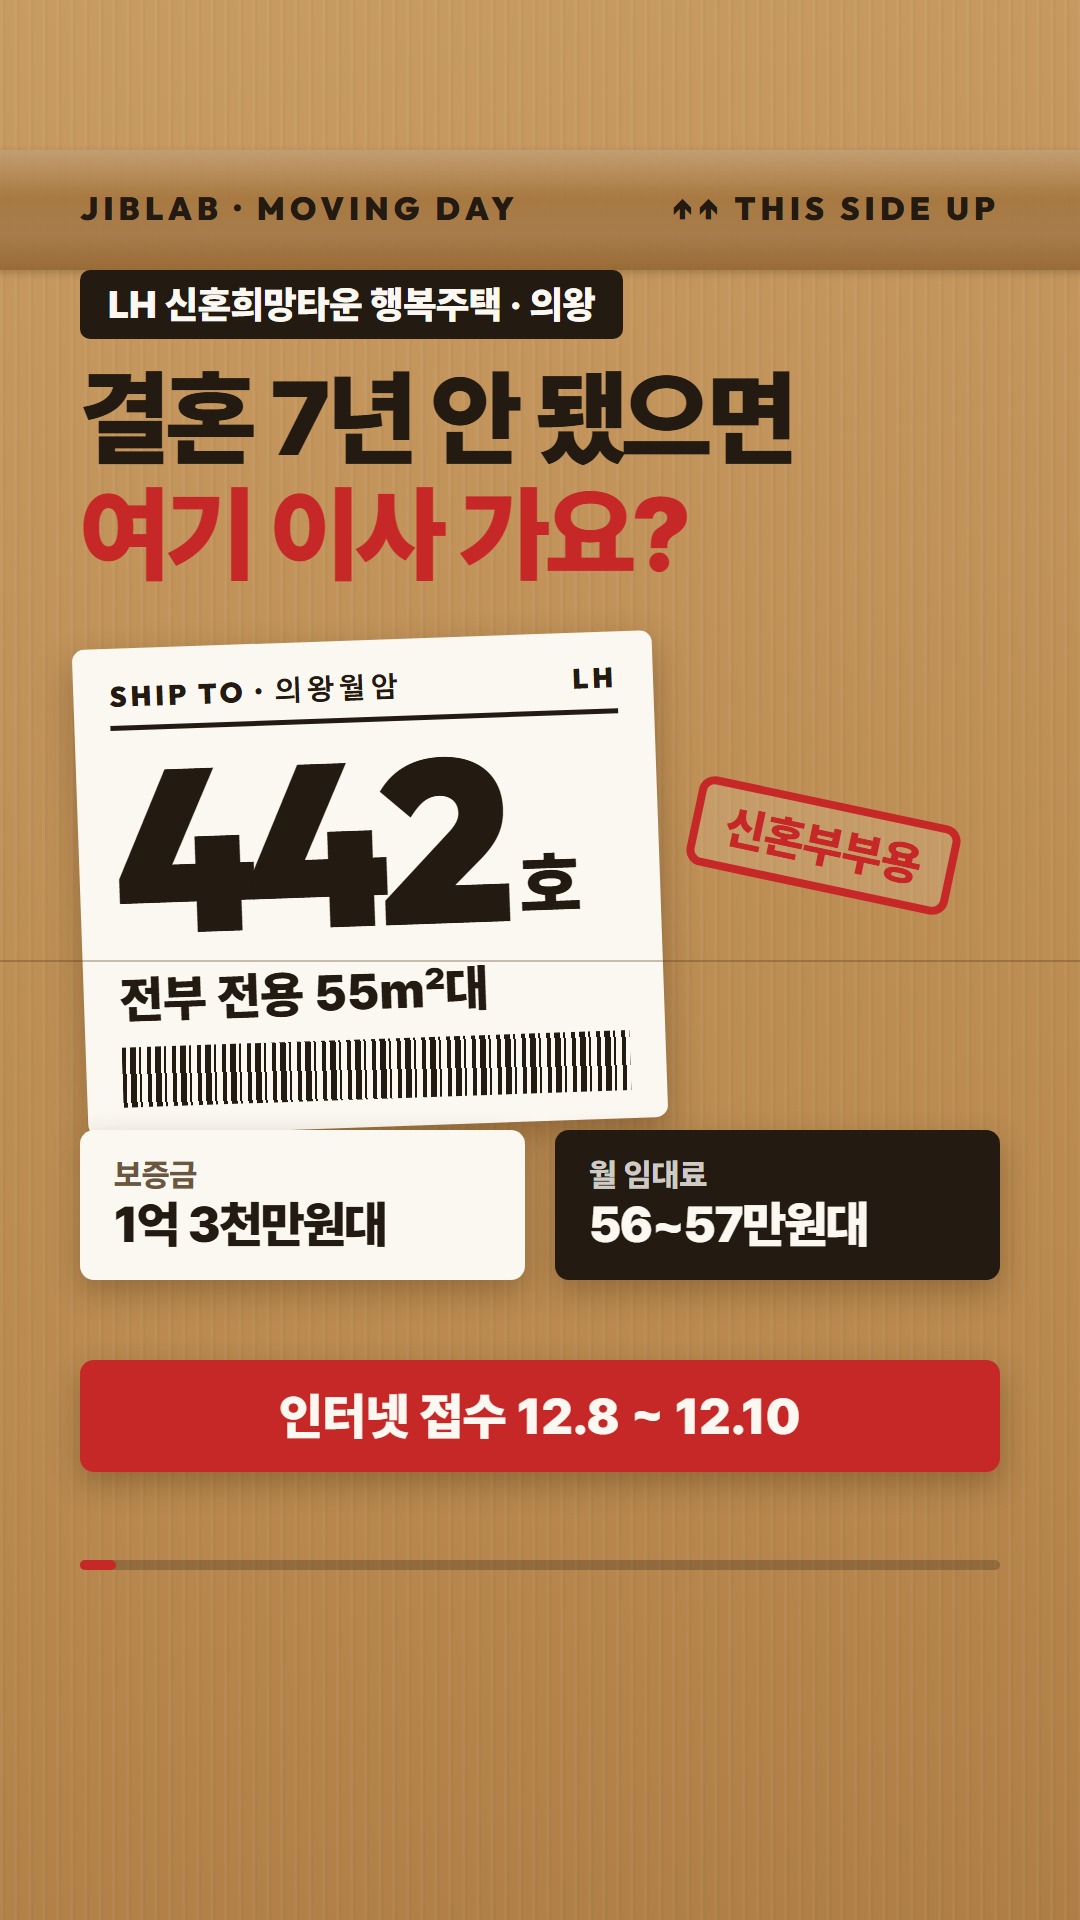 JIBLAB · MOVING DAY
↑↑ THIS SIDE UP
LH 신혼희망타운 행복주택 · 의왕
결혼 7년 안 됐으면
여기 이사 가요?
SHIP TO · 의왕월암
LH
442호
신혼부부용
전부 전용 55m²대
보증금
1억 3천만원대
월 임대료
56~57만원대
인터넷 접수 12.8 ~ 12.10